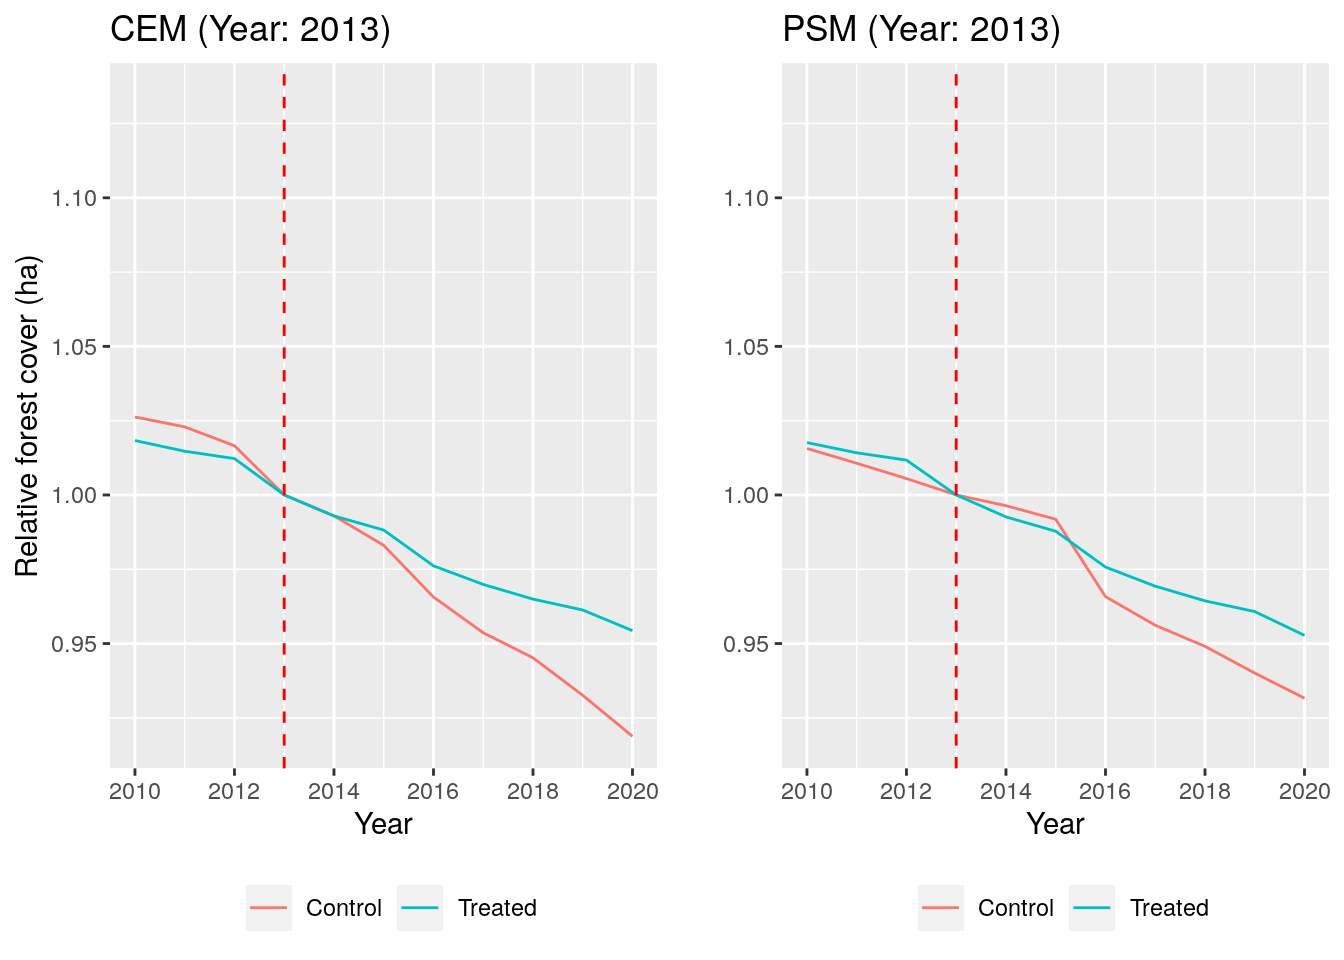 CEM (Year: 2013)
Relative forest cover (ha)
1.10
1.05
1.00
0.95
2010 2012 2014 2016 2018 2020
Year
Control Treated
PSM (Year: 2013)
1.10
1.05
1.00
0.95
2010 2012 2014 2016 2018 2020
Year
Control Treated